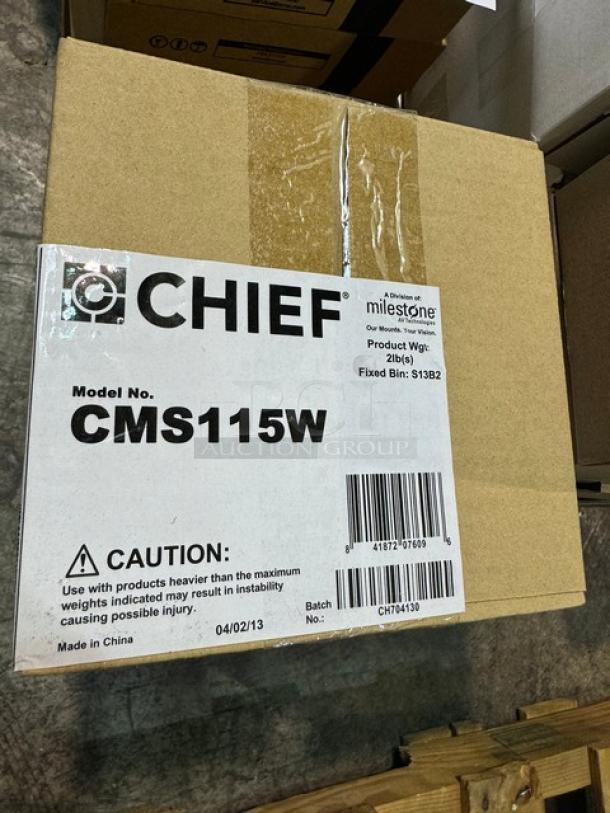 CHIEF®
A Division of:
milestone
AV Technologies
Our Mounts. Your Vision.
Product Wgt:
2lb(s)
Fixed Bin: S13B2
Model No.
CMS115W
rcI
AUCTION GROUP
8 41872 07609 6
CAUTION:
Use with products heavier than the maximum
weights indicated may result in instability
causing possible injury.
Batch
No.:
CH704130
Made in China
04/02/13